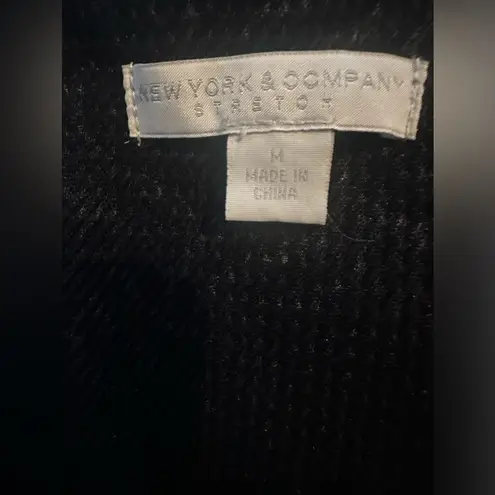 NEW YORK & COMPANY
STRETCH
M
MADE IN
CHINA